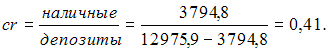 cr = наличные / депозиты = 3794,8 / 12975,9 − 3794,8 = 0,41.